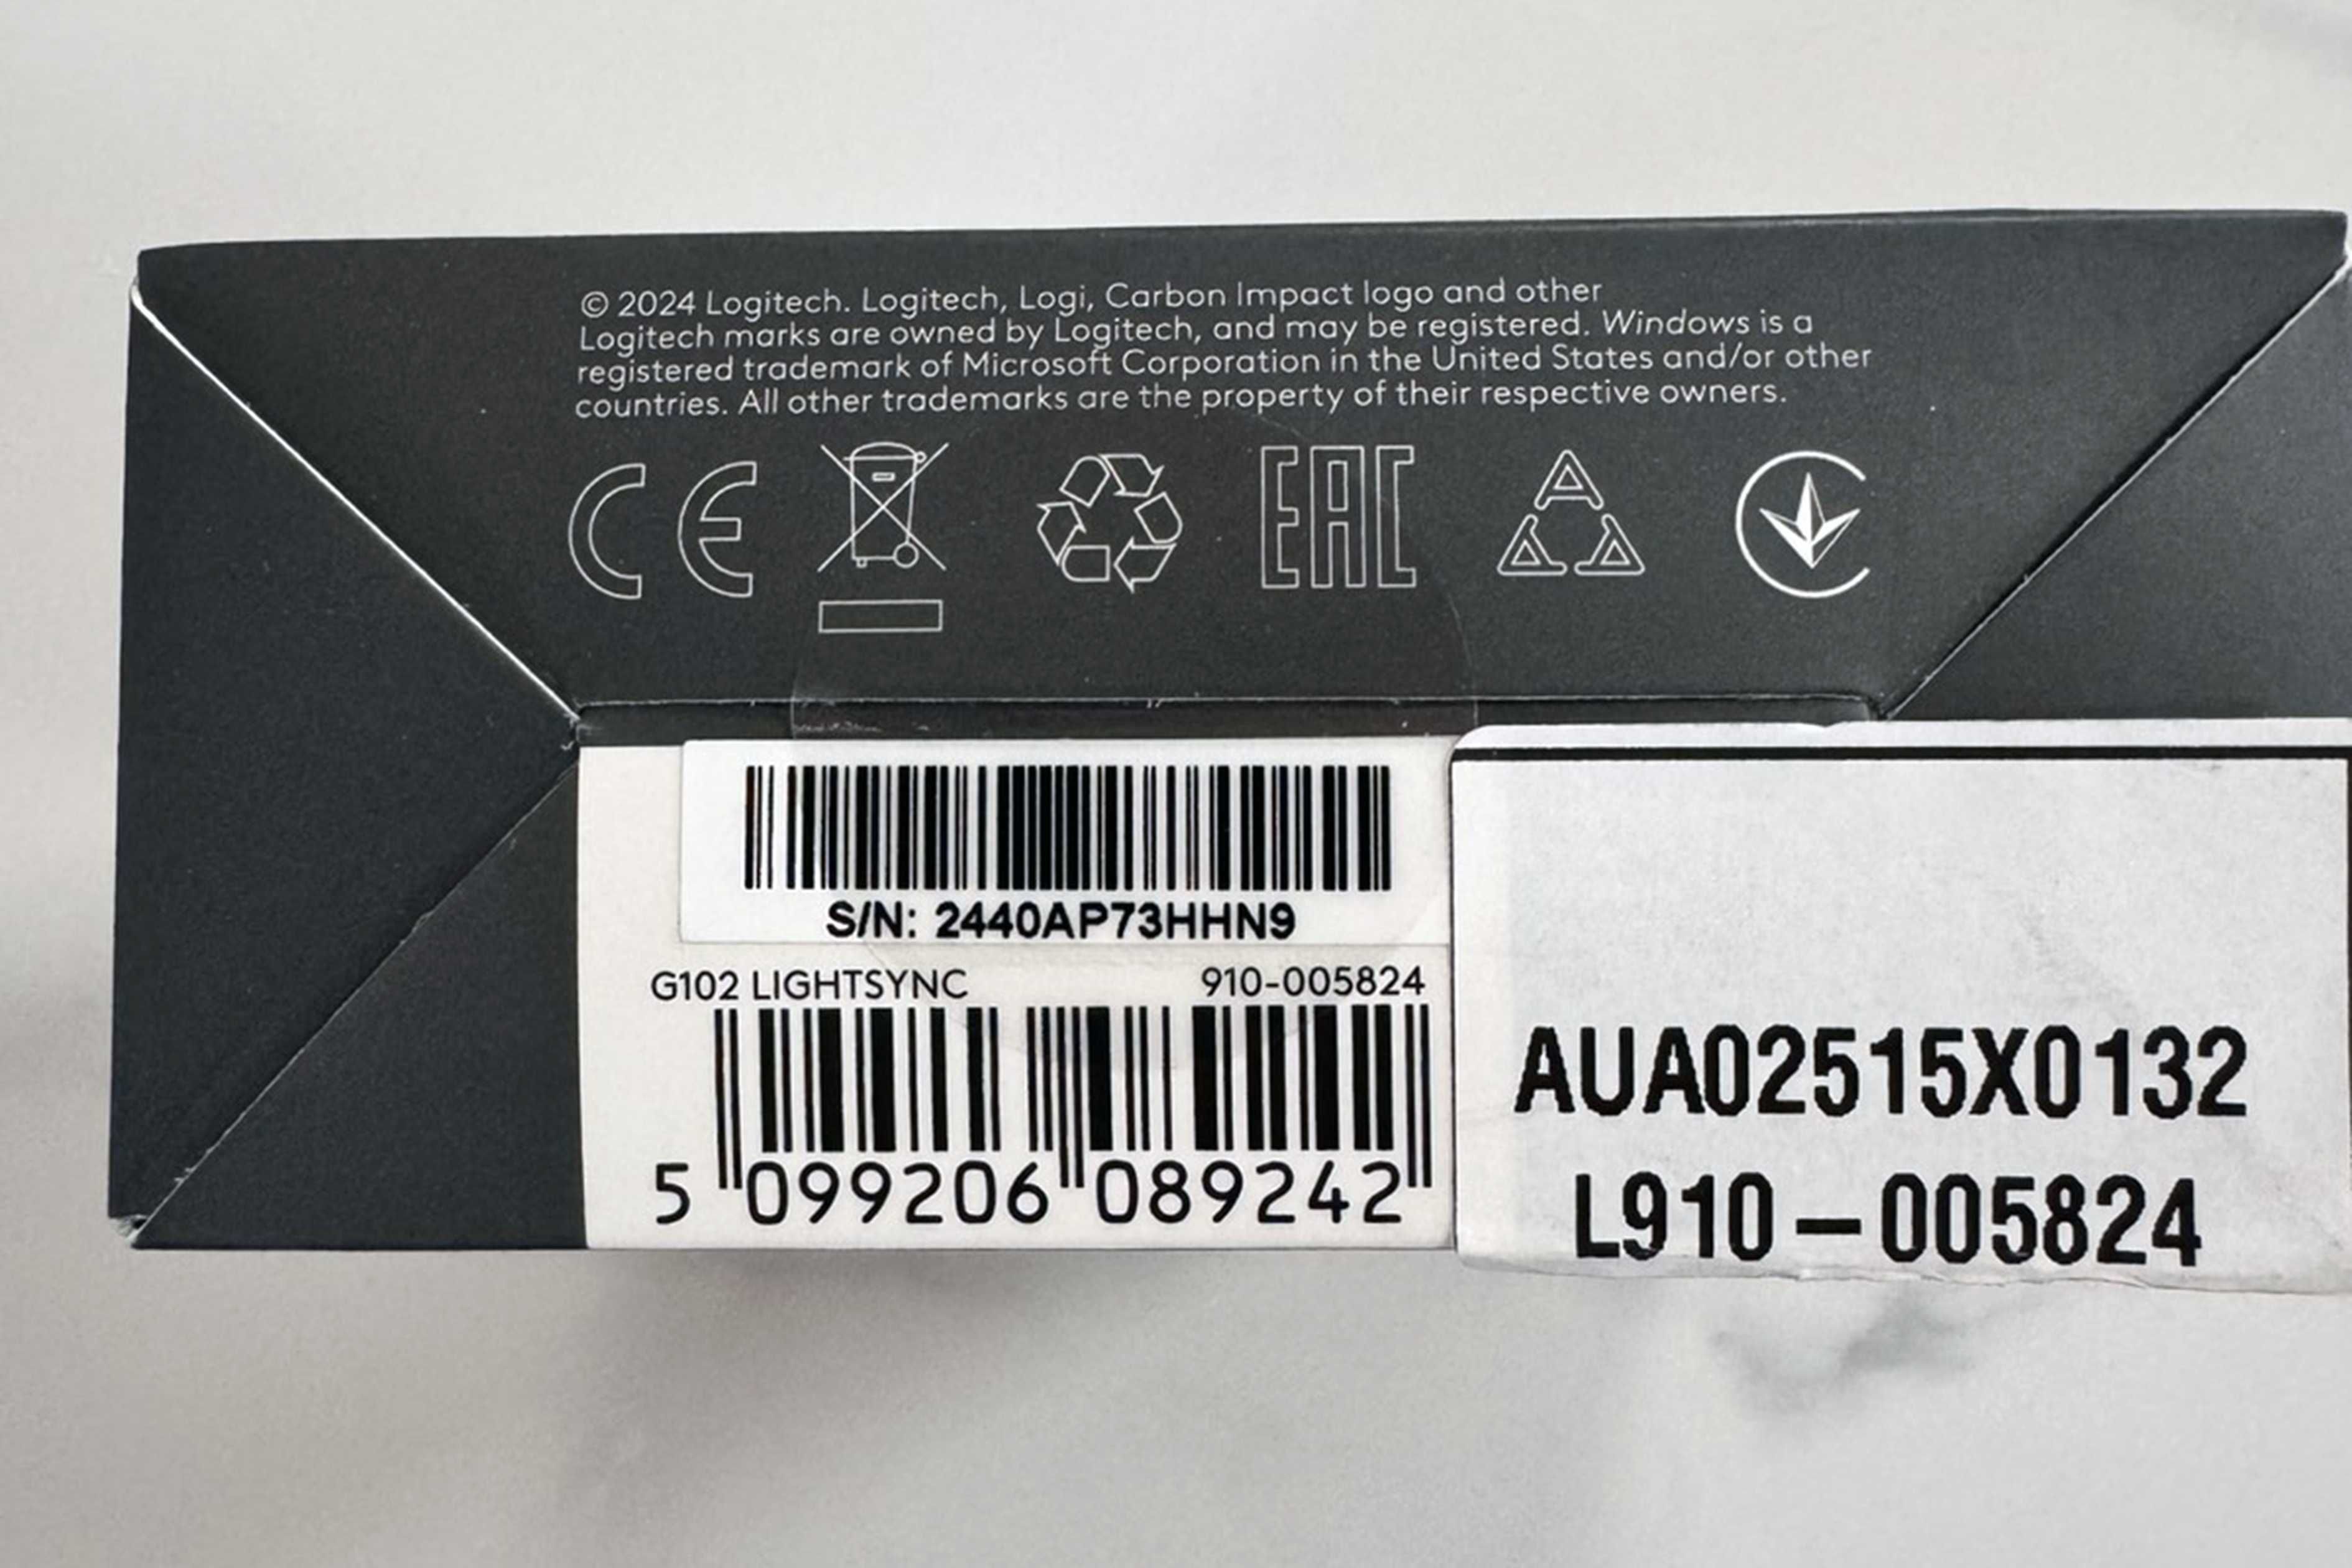 © 2024 Logitech. Logitech, Logi, Carbon Impact logo and other
Logitech marks are owned by Logitech, and may be registered. Windows is a
registered trademark of Microsoft Corporation in the United States and/or other
countries. All other trademarks are the property of their respective owners.
CE
EAC
S/N: 2440AP73HHN9
G102 LIGHTSYNC 910-005824
5 099206 089242
AUA02515X0132
L910-005824